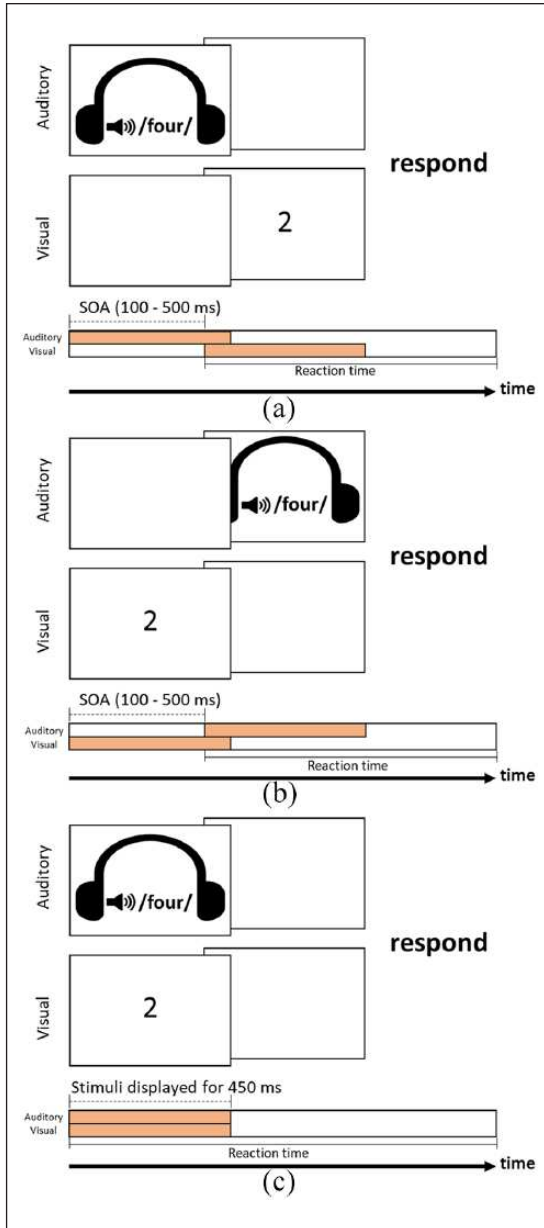 Auditory
/four/
respond
Visual
2
SOA (100 - 500 ms)
Auditory
Visual
Reaction time
time
(a)
Auditory
/four/
respond
Visual
2
SOA (100 - 500 ms)
Auditory
Visual
Reaction time
time
(b)
Auditory
/four/
respond
Visual
2
Stimuli displayed for 450 ms
Auditory
Visual
Reaction time
time
(c)